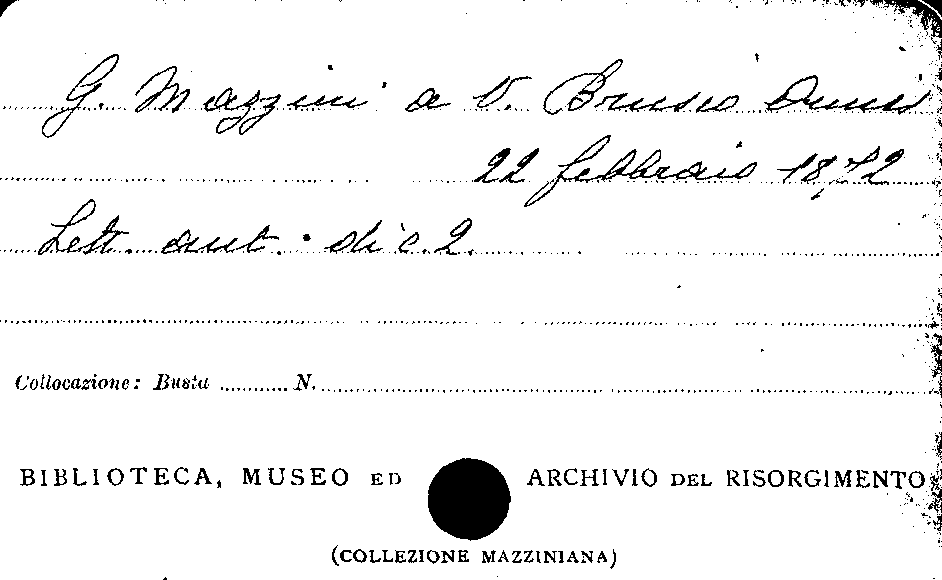 G. Mazzini a V. Brusco Onnis
22 febbraio 1872
Lett. aut. di c. 2.
Collocazione: Busta ........... N. ...........
BIBLIOTECA, MUSEO ED ARCHIVIO DEL RISORGIMENTO
(COLLEZIONE MAZZINIANA)